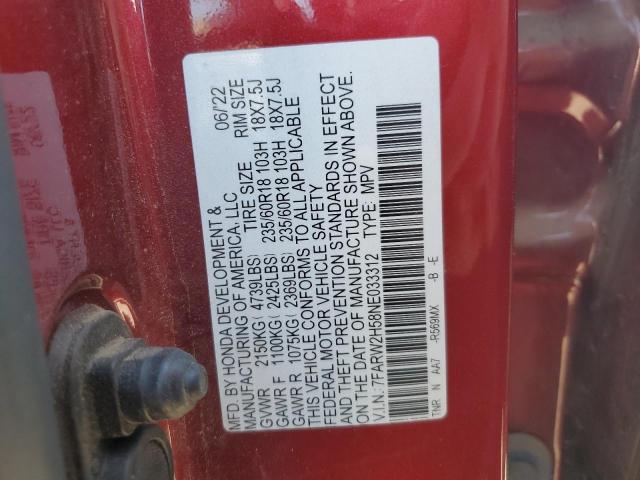 MFD. BY HONDA DEVELOPMENT & 06/'22
MANUFACTURING OF AMERICA, LLC
TIRE SIZE RIM SIZE
GVWR 2150KG( 4739LBS)
GAWR F 1100KG( 2425LBS) 235/60R18 103H 18X7.5J
GAWR R 1075KG( 2369LBS) 235/60R18 103H 18X7.5J
THIS VEHICLE CONFORMS TO ALL APPLICABLE
FEDERAL MOTOR VEHICLE SAFETY
AND THEFT PREVENTION STANDARDS IN EFFECT
ON THE DATE OF MANUFACTURE SHOWN ABOVE.
V.I.N. 7FARW2H58NE033312 TYPE: MPV
TNR N AA7 -R569MX -B -E